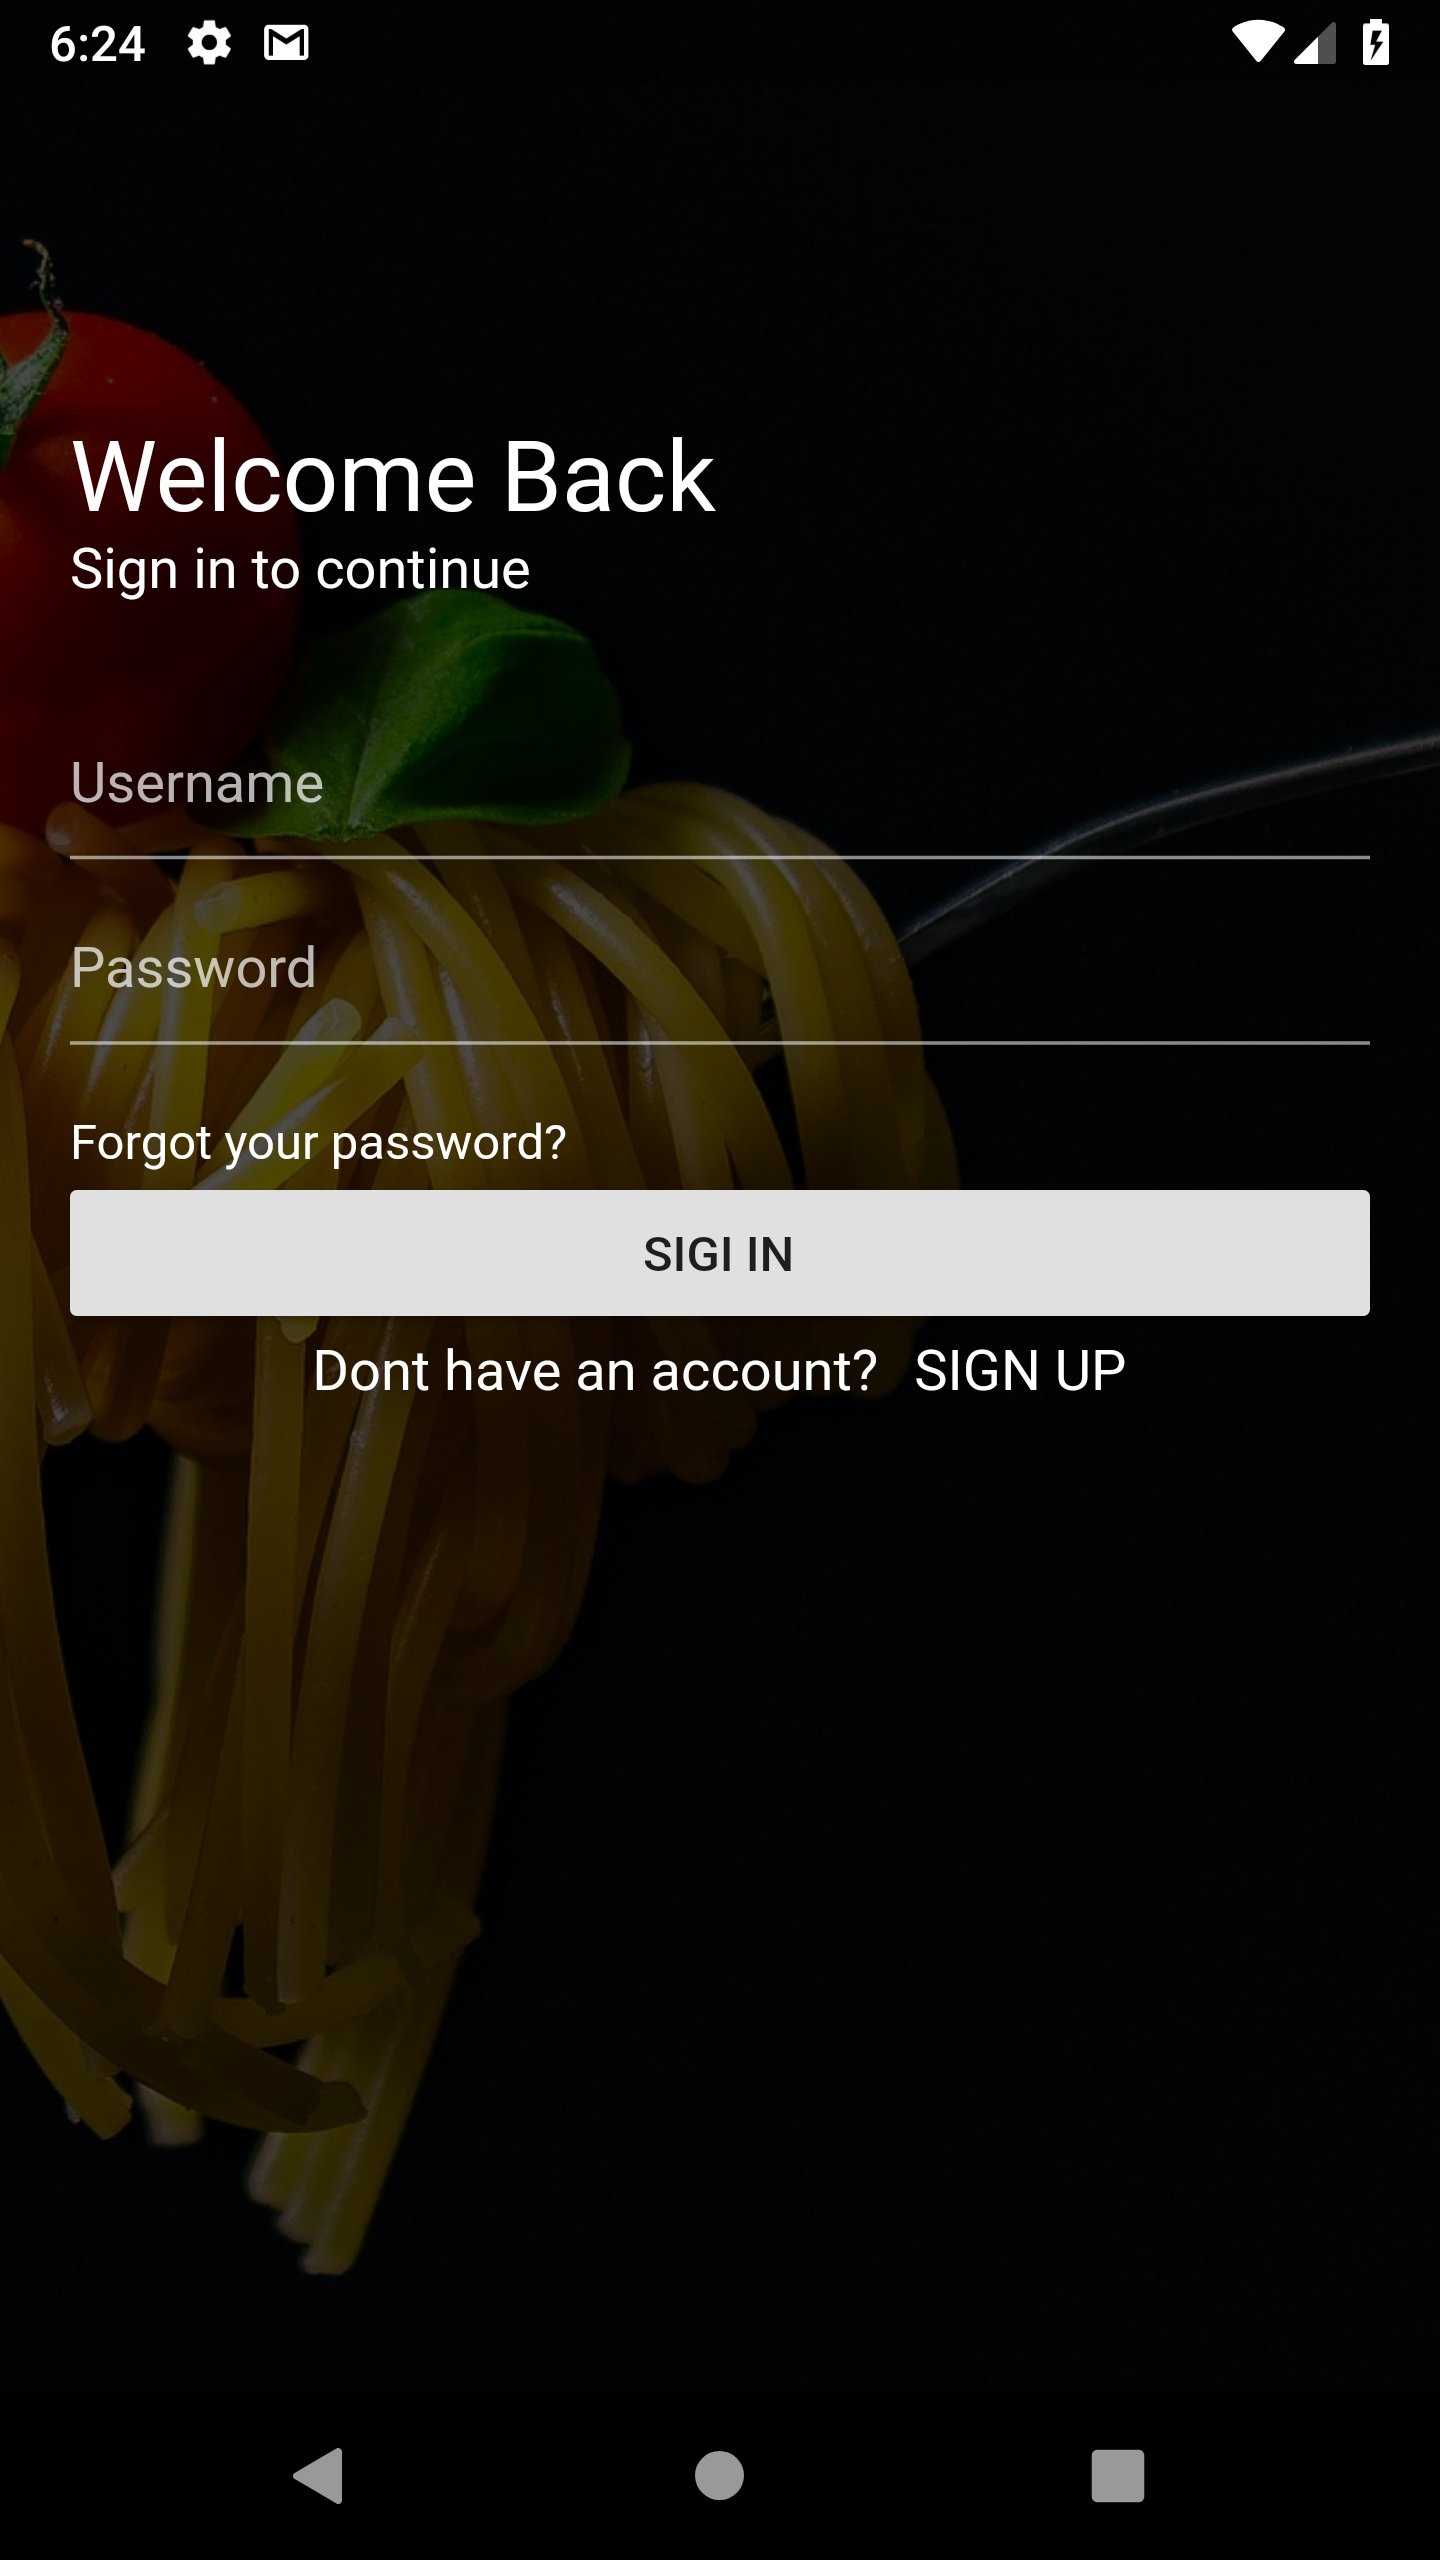 6:24
Welcome Back
Sign in to continue
Username
Password
Forgot your password?
SIGI IN
Dont have an account? SIGN UP